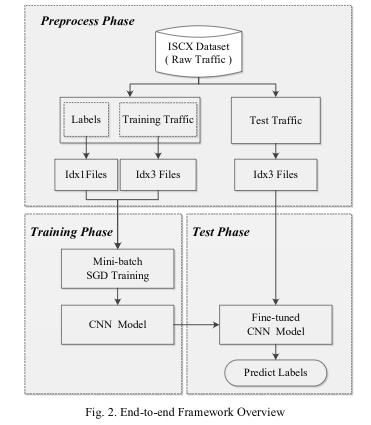 Preprocess Phase
ISCX Dataset
( Raw Traffic )
Labels
Training Traffic
Test Traffic
Idx1Files
Idx3 Files
Idx3 Files
Training Phase
Test Phase
Mini-batch
SGD Training
CNN Model
Fine-tuned
CNN Model
Predict Labels
Fig. 2. End-to-end Framework Overview